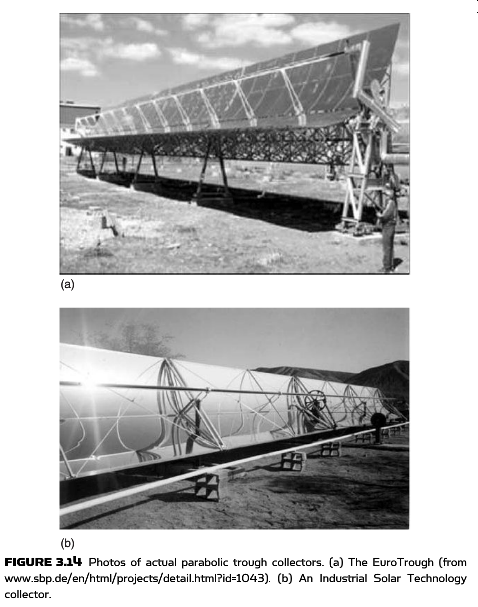 (a)
(b)
FIGURE 3.14 Photos of actual parabolic trough collectors. (a) The EuroTrough (from
www.sbp.de/en/html/projects/detail.html?id=1043). (b) An Industrial Solar Technology
collector.